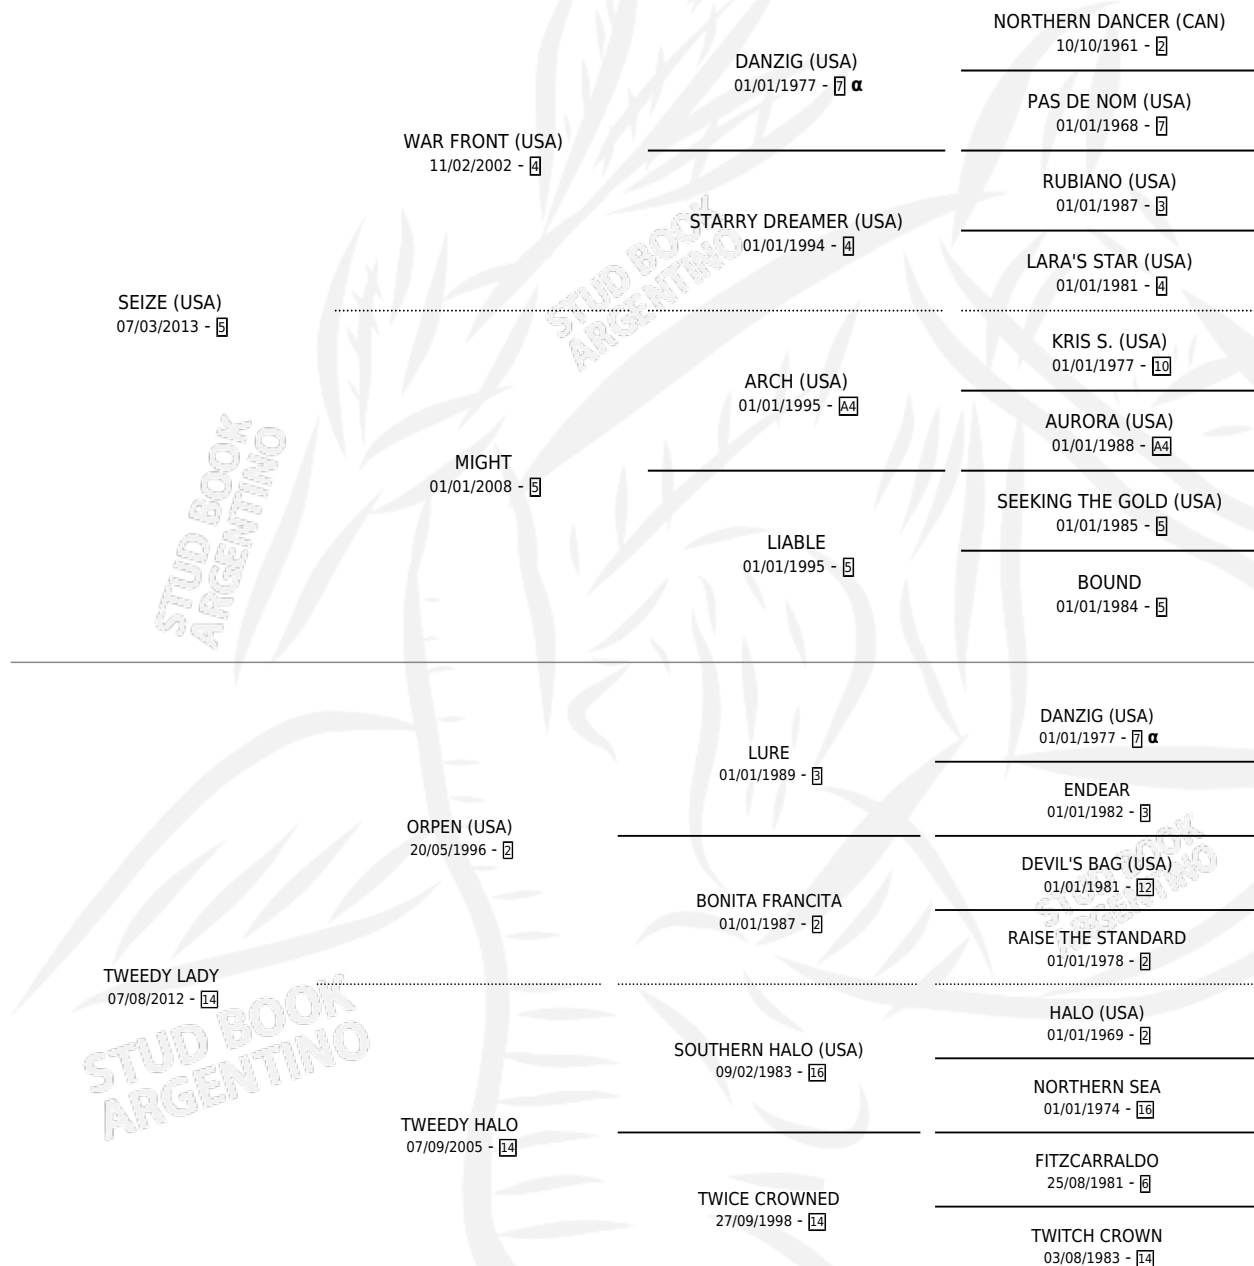 NORTHERN DANCER (CAN)
10/10/1961 - 2
DANZIG (USA)
01/01/1977 - 7 α
PAS DE NOM (USA)
01/01/1968 - 7
WAR FRONT (USA)
11/02/2002 - 4
RUBIANO (USA)
01/01/1987 - 3
STARRY DREAMER (USA)
01/01/1994 - 4
LARA'S STAR (USA)
01/01/1981 - 4
SEIZE (USA)
07/03/2013 - 5
KRIS S. (USA)
01/01/1977 - 10
ARCH (USA)
01/01/1995 - A4
AURORA (USA)
01/01/1988 - A4
MIGHT
01/01/2008 - 5
SEEKING THE GOLD (USA)
01/01/1985 - 5
LIABLE
01/01/1995 - 5
BOUND
01/01/1984 - 5
DANZIG (USA)
01/01/1977 - 7 α
LURE
01/01/1989 - 3
ENDEAR
01/01/1982 - 3
ORPEN (USA)
20/05/1996 - 2
DEVIL'S BAG (USA)
01/01/1981 - 12
BONITA FRANCITA
01/01/1987 - 2
RAISE THE STANDARD
01/01/1978 - 2
TWEEDY LADY
07/08/2012 - 14
HALO (USA)
01/01/1969 - 2
SOUTHERN HALO (USA)
09/02/1983 - 16
NORTHERN SEA
01/01/1974 - 16
TWEEDY HALO
07/09/2005 - 14
FITZCARRALDO
25/08/1981 - 6
TWICE CROWNED
27/09/1998 - 14
TWITCH CROWN
03/08/1983 - 14
STUD BOOK
ARGENTINO
STUD BOOK
ARGENTINO
STUD BOOK
ARGENTINO
STUD BOOK
ARGENTINO